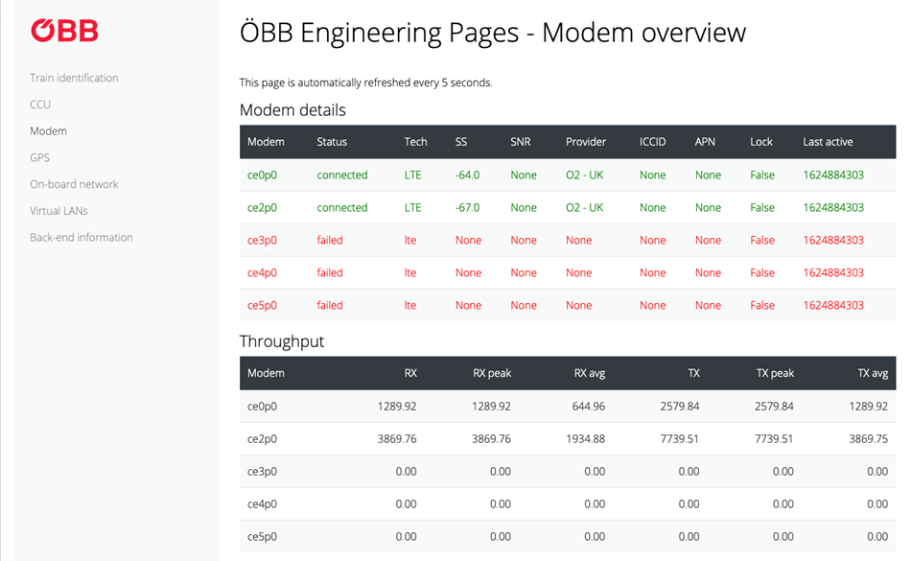 ÖBB
Train identification
CCU
Modem
GPS
On-board network
Virtual LANs
Back-end information
ÖBB Engineering Pages - Modem overview
This page is automatically refreshed every 5 seconds.
Modem details
Modem Status Tech SS SNR Provider ICCID APN Lock Last active
ce0p0 connected LTE -64.0 None O2 - UK None None False 1624884303
ce2p0 connected LTE -67.0 None O2 - UK None None False 1624884303
ce3p0 failed lte None None None None None False 1624884303
ce4p0 failed lte None None None None None False 1624884303
ce5p0 failed lte None None None None None False 1624884303
Throughput
Modem RX RX peak RX avg TX TX peak TX avg
ce0p0 1289.92 1289.92 644.96 2579.84 2579.84 1289.92
ce2p0 3869.76 3869.76 1934.88 7739.51 7739.51 3869.75
ce3p0 0.00 0.00 0.00 0.00 0.00 0.00
ce4p0 0.00 0.00 0.00 0.00 0.00 0.00
ce5p0 0.00 0.00 0.00 0.00 0.00 0.00